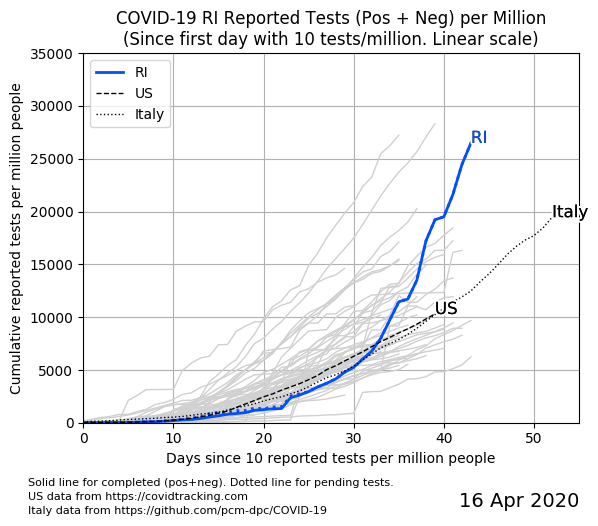 COVID-19 RI Reported Tests (Pos + Neg) per Million
(Since first day with 10 tests/million. Linear scale)
35000
30000
25000
20000
15000
10000
5000
0
Cumulative reported tests per million people
RI
US
Italy
RI
Italy
US
0 10 20 30 40 50
Days since 10 reported tests per million people
Solid line for completed (pos+neg). Dotted line for pending tests.
US data from https://covidtracking.com
Italy data from https://github.com/pcm-dpc/COVID-19
16 Apr 2020